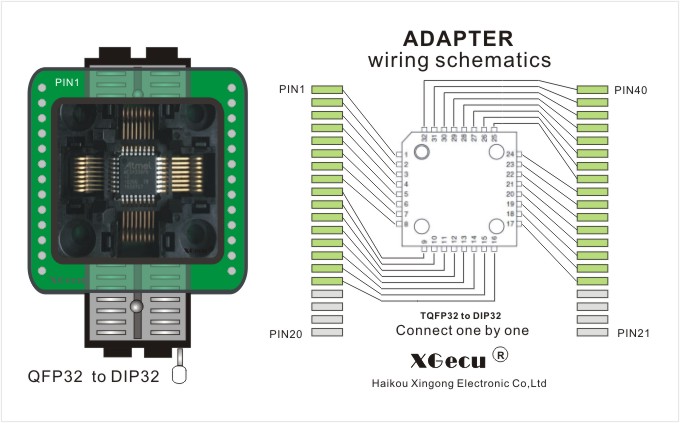 ADAPTER
wiring schematics
PIN1
PIN1
PIN40
32 31 30 29 28 27 26 25
1
2
3
4
5
6
7
8
24
23
22
21
20
19
18
17
9 10 11 12 13 14 15 16
Atmel
TQFP32 to DIP32
PIN20
Connect one by one
PIN21
XGecu ®
QFP32 to DIP32
Haikou Xingong Electronic Co,Ltd